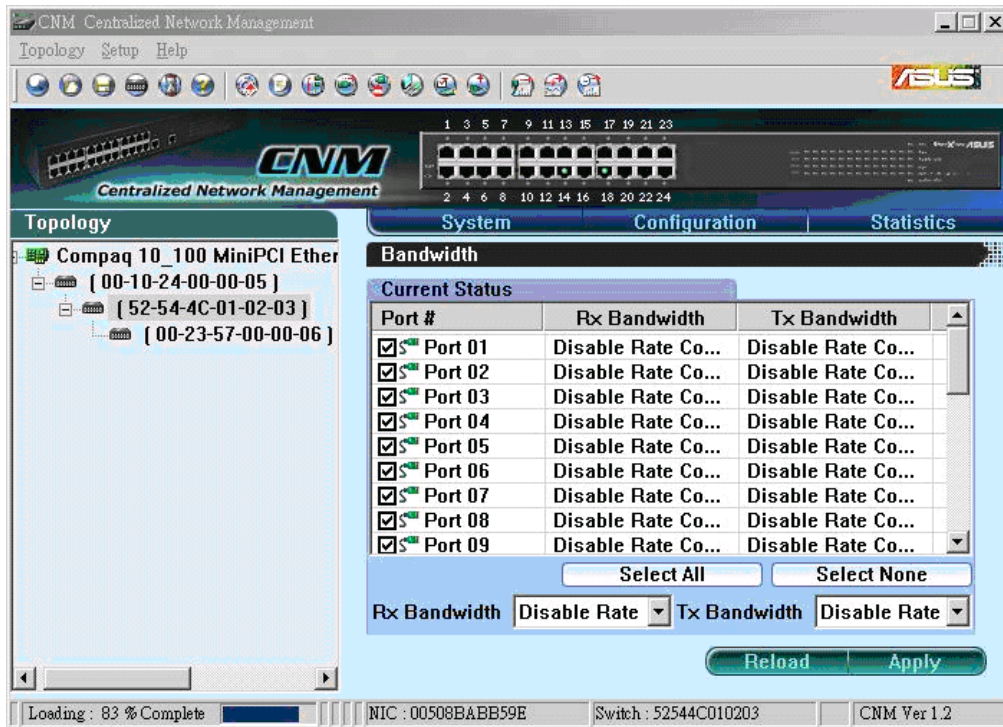 CNM Centralized Network Management
Topology Setup Help
ASUS
1 3 5 7 9 11 13 15 17 19 21 23
CNM
Centralized Network Management
2 4 6 8 10 12 14 16 18 20 22 24
Topology
System Configuration Statistics
Compaq 10_100 MiniPCI Ether
( 00-10-24-00-00-05 )
( 52-54-4C-01-02-03 )
( 00-23-57-00-00-06 )
Bandwidth
Current Status
Port # Rx Bandwidth Tx Bandwidth
Port 01 Disable Rate Co... Disable Rate Co...
Port 02 Disable Rate Co... Disable Rate Co...
Port 03 Disable Rate Co... Disable Rate Co...
Port 04 Disable Rate Co... Disable Rate Co...
Port 05 Disable Rate Co... Disable Rate Co...
Port 06 Disable Rate Co... Disable Rate Co...
Port 07 Disable Rate Co... Disable Rate Co...
Port 08 Disable Rate Co... Disable Rate Co...
Port 09 Disable Rate Co... Disable Rate Co...
Select All Select None
Rx Bandwidth Disable Rate Tx Bandwidth Disable Rate
Reload Apply
Loading : 83 % Complete NIC : 00508BABB59E Switch : 52544C010203 CNM Ver 1.2